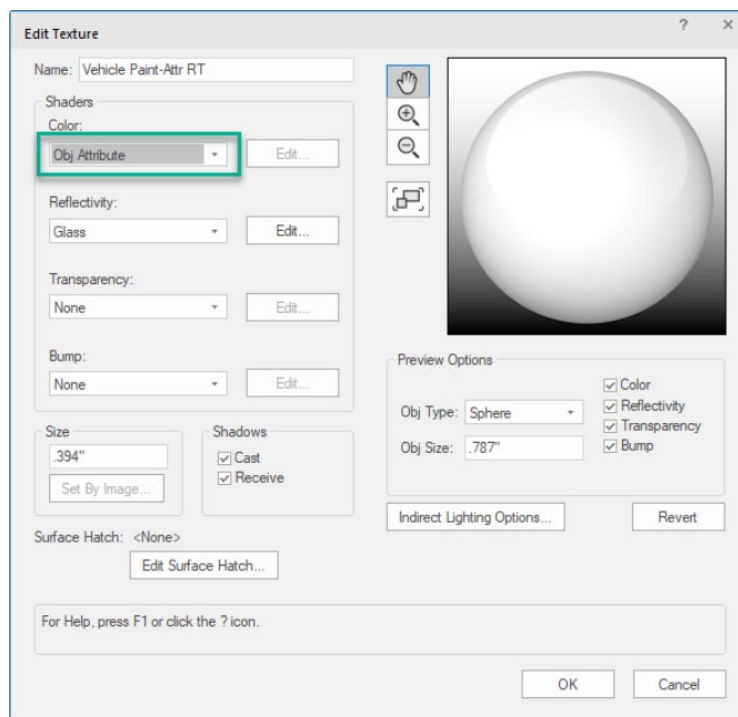 Edit Texture
? ×
Name: Vehicle Paint-Attr RT
Shaders
Color:
Obj Attribute Edit...
Reflectivity:
Glass Edit...
Transparency:
None Edit...
Bump:
None Edit...
Size
.394"
Set By Image...
Shadows
Cast
Receive
Surface Hatch: <None>
Edit Surface Hatch...
Preview Options
Obj Type: Sphere
Obj Size: .787"
Color
Reflectivity
Transparency
Bump
Indirect Lighting Options... Revert
For Help, press F1 or click the ? icon.
OK Cancel